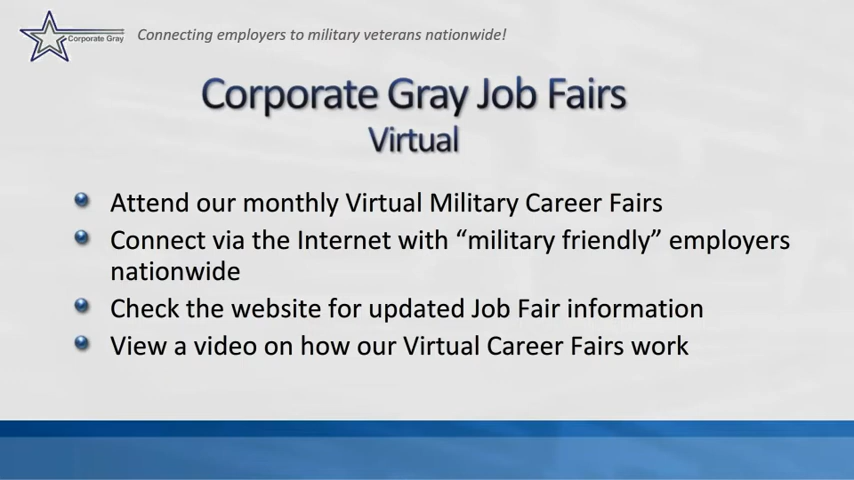 Corporate Gray
Connecting employers to military veterans nationwide!
Corporate Gray Job Fairs
Virtual
Attend our monthly Virtual Military Career Fairs
Connect via the Internet with “military friendly” employers
nationwide
Check the website for updated Job Fair information
View a video on how our Virtual Career Fairs work